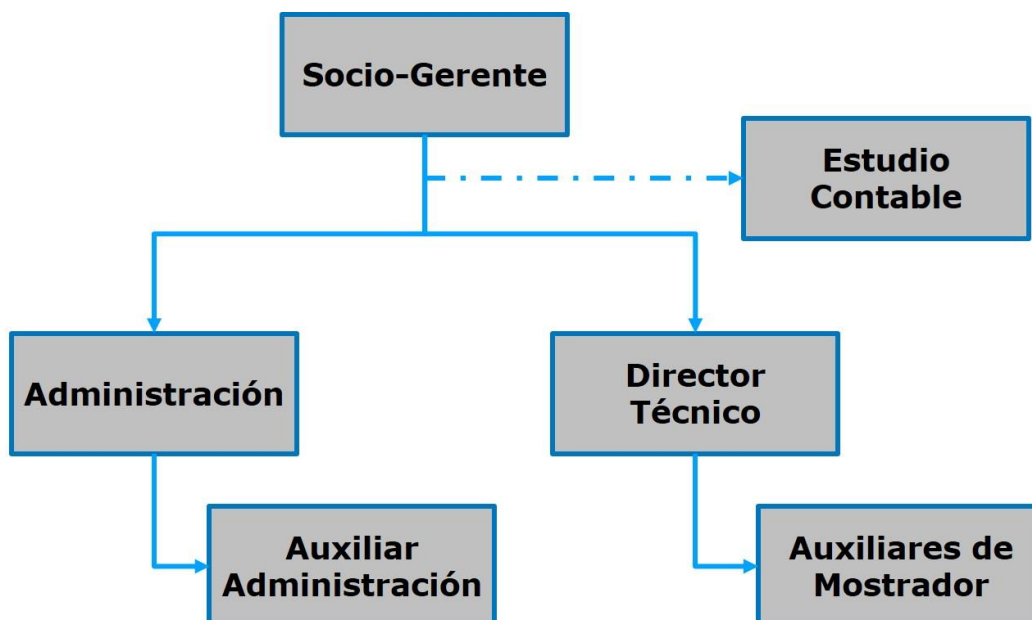 Socio-Gerente
Estudio
Contable
Administración
Director
Técnico
Auxiliar
Administración
Auxiliares de
Mostrador